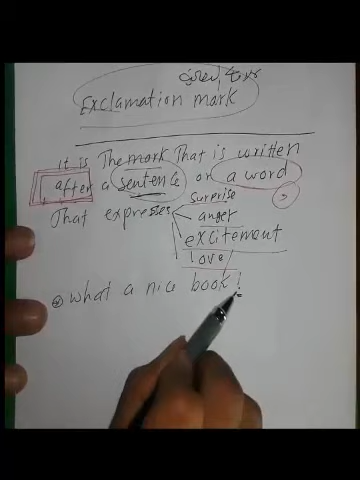 Exclamation mark
It is The mark That is written
after a sentence or a word
That expresses
surprise
anger
excitement
love
what a nice book!